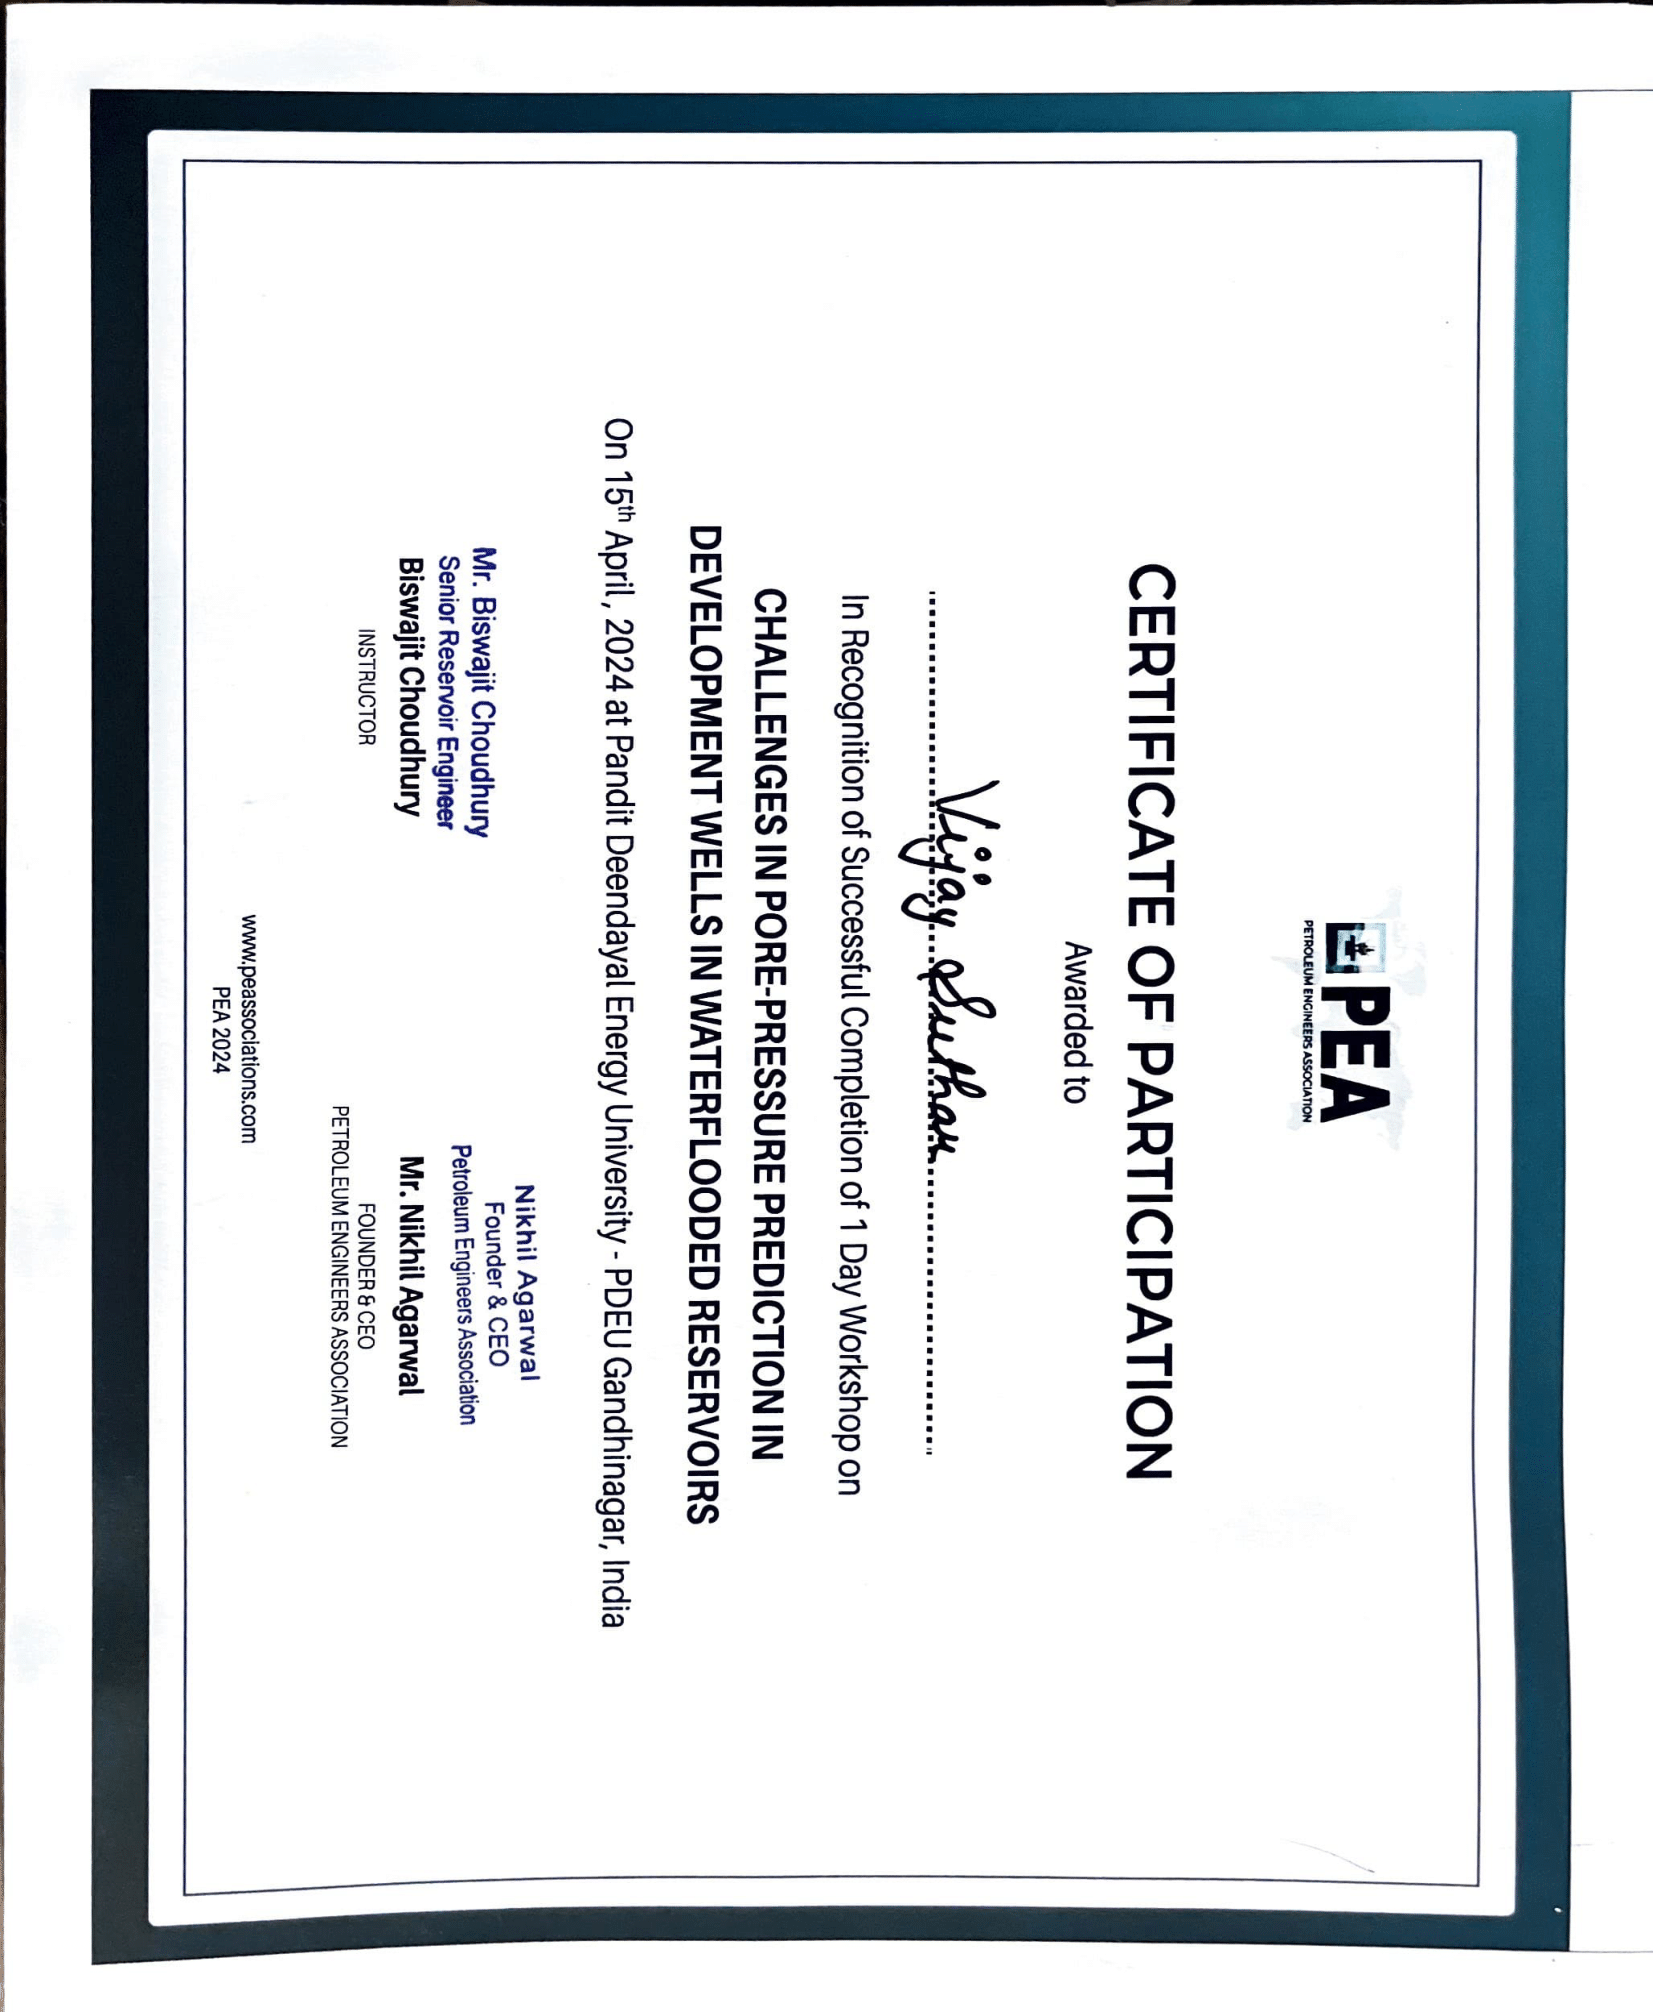 PEA
PETROLEUM ENGINEERS ASSOCIATION
CERTIFICATE OF PARTICIPATION
Awarded to
Vijay Suthar
In Recognition of Successful Completion of 1 Day Workshop on
CHALLENGES IN PORE-PRESSURE PREDICTION IN
DEVELOPMENT WELLS IN WATERFLOODED RESERVOIRS
On 15th April, 2024 at Pandit Deendayal Energy University - PDEU Gandhinagar, India
Mr. Biswajit Choudhury
Senior Reservoir Engineer
Biswajit Choudhury
INSTRUCTOR
Nikhil Agarwal
Founder & CEO
Petroleum Engineers Association
Mr. Nikhil Agarwal
FOUNDER & CEO
PETROLEUM ENGINEERS ASSOCIATION
www.peassociations.com
PEA 2024